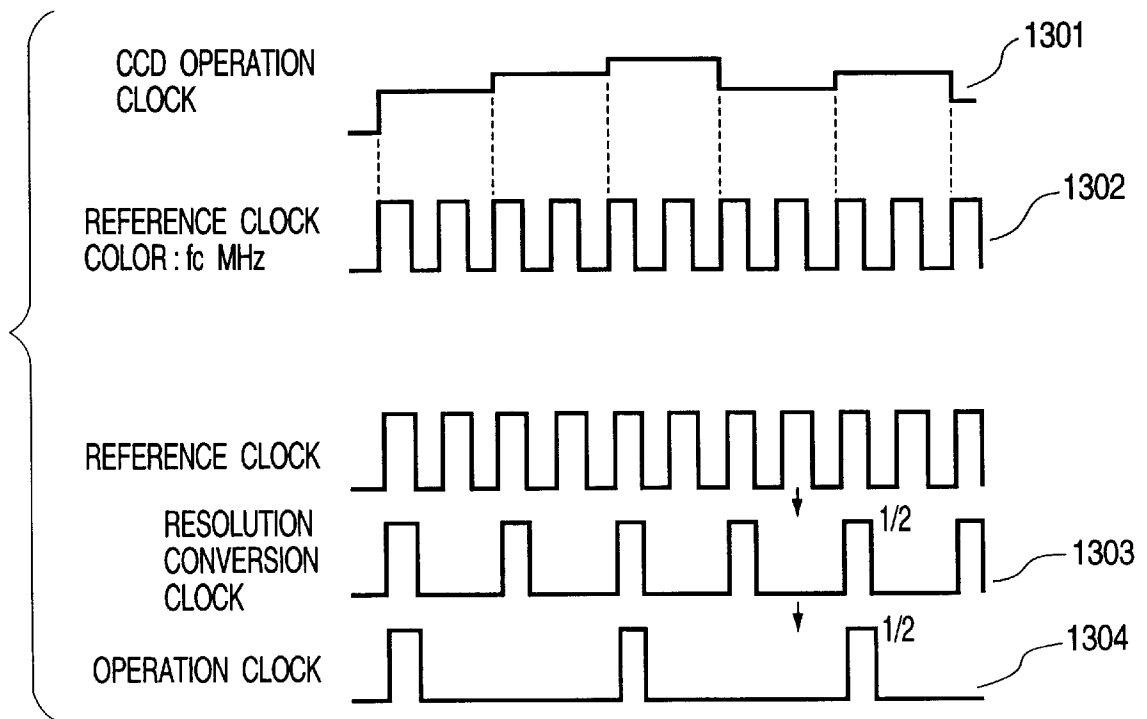 CCD OPERATION
CLOCK
1301
REFERENCE CLOCK
COLOR : fc MHz
1302
REFERENCE CLOCK
RESOLUTION
CONVERSION
CLOCK
1/2
1303
OPERATION CLOCK
1/2
1304